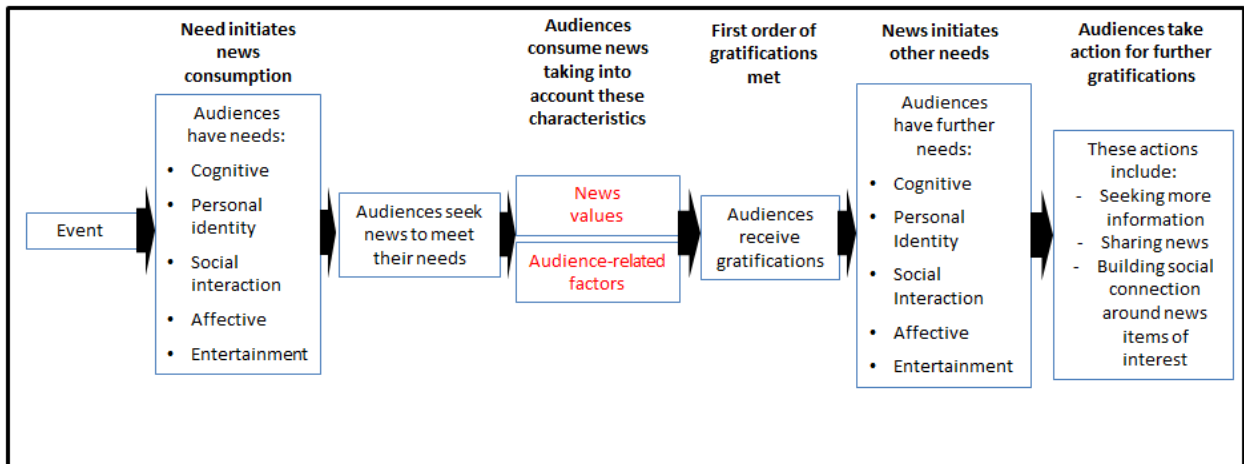 Need initiates
news
consumption
Audiences
consume news
taking into
account these
characteristics
First order of
gratifications
met
News initiates
other needs
Audiences take
action for further
gratifications
Event
Audiences
have needs:
• Cognitive
• Personal
identity
• Social
interaction
• Affective
• Entertainment
Audiences seek
news to meet
their needs
News
values
Audience-related
factors
Audiences
receive
gratifications
Audiences
have further
needs:
• Cognitive
• Personal
Identity
• Social
Interaction
• Affective
• Entertainment
These actions
include:
- Seeking more
information
- Sharing news
- Building social
connection
around news
items of
interest